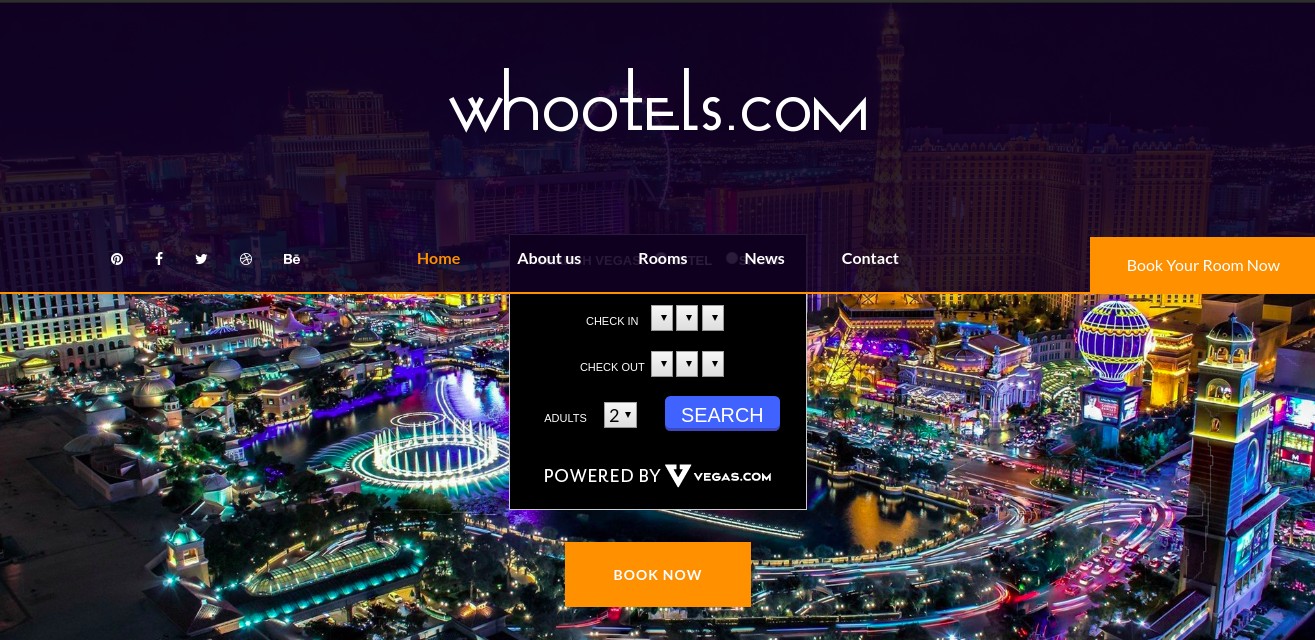 whootels.com
Bē
Home
About us
Rooms
News
Contact
Book Your Room Now
CHECK IN
CHECK OUT
ADULTS
2
SEARCH
POWERED BY VEGAS.COM
BOOK NOW